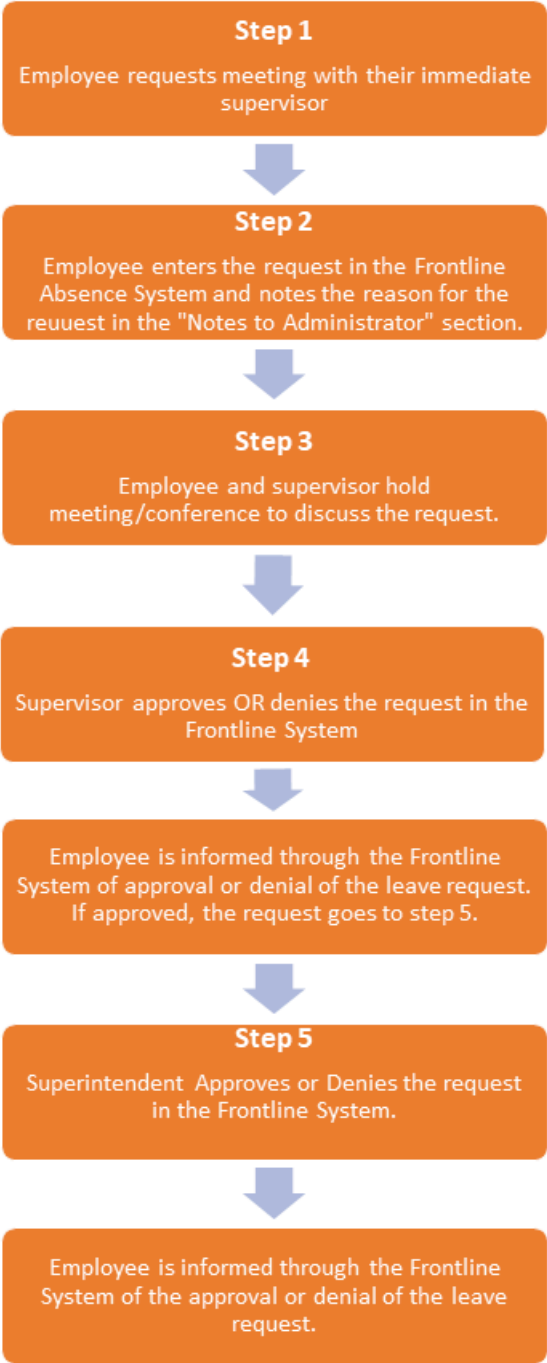 Step 1
Employee requests meeting with their immediate
supervisor
Step 2
Employee enters the request in the Frontline
Absence System and notes the reason for the
reuuest in the "Notes to Administrator" section.
Step 3
Employee and supervisor hold
meeting/conference to discuss the request.
Step 4
Supervisor approves OR denies the request in the
Frontline System
Employee is informed through the Frontline
System of approval or denial of the leave request.
If approved, the request goes to step 5.
Step 5
Superintendent Approves or Denies the request
in the Frontline System.
Employee is informed through the Frontline
System of the approval or denial of the leave
request.